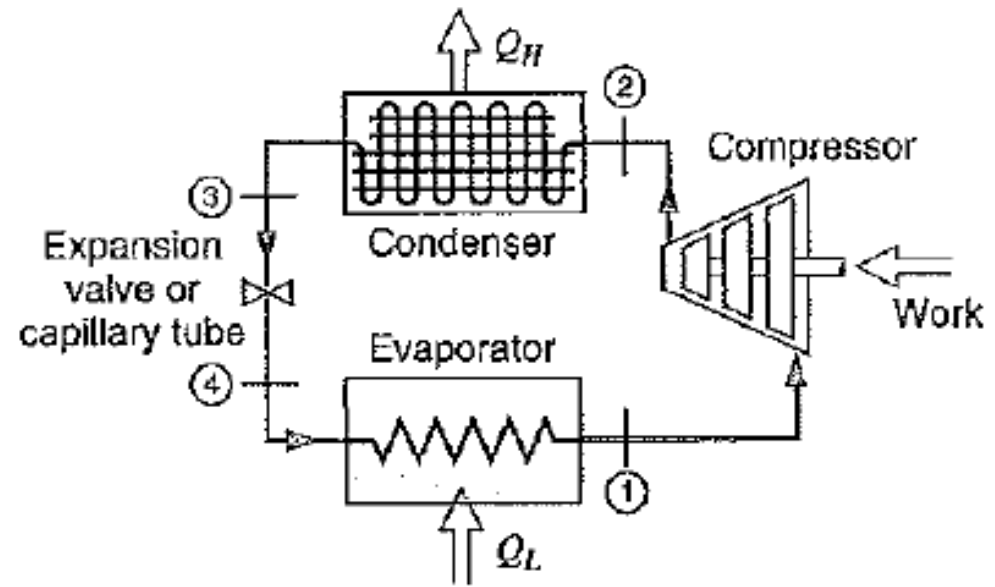 Q_H
2
Compressor
3
Condenser
Expansion
valve or
capillary tube
Work
Evaporator
4
1
Q_L